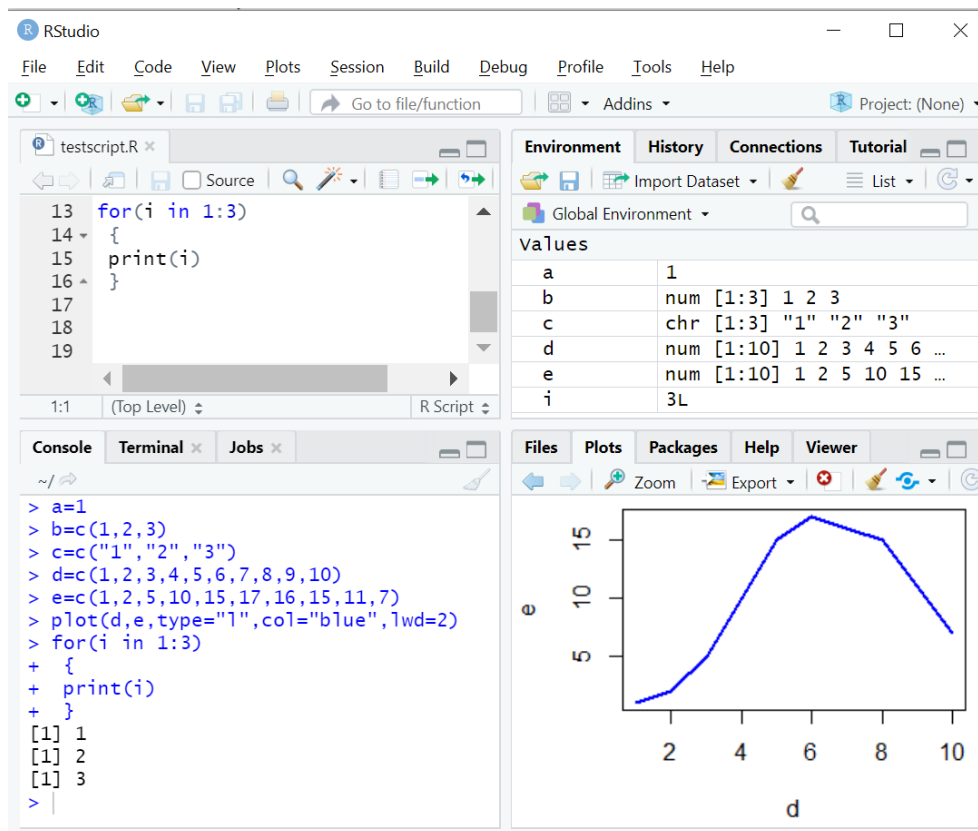 RStudio
File Edit Code View Plots Session Build Debug Profile Tools Help
Go to file/function Addins Project: (None)
testscript.R
Source
13 for(i in 1:3)
14 {
15 print(i)
16 }
17
18
19
1:1 (Top Level) R Script
Environment History Connections Tutorial
Import Dataset List
Global Environment
Values
a 1
b num [1:3] 1 2 3
c chr [1:3] "1" "2" "3"
d num [1:10] 1 2 3 4 5 6 …
e num [1:10] 1 2 5 10 15 …
i 3L
Console Terminal Jobs
~/
> a=1
> b=c(1,2,3)
> c=c("1","2","3")
> d=c(1,2,3,4,5,6,7,8,9,10)
> e=c(1,2,5,10,15,17,16,15,11,7)
> plot(d,e,type="l",col="blue",lwd=2)
> for(i in 1:3)
+ {
+ print(i)
+ }
[1] 1
[1] 2
[1] 3
>
Files Plots Packages Help Viewer
Zoom Export
15
10
5
e
2 4 6 8 10
d